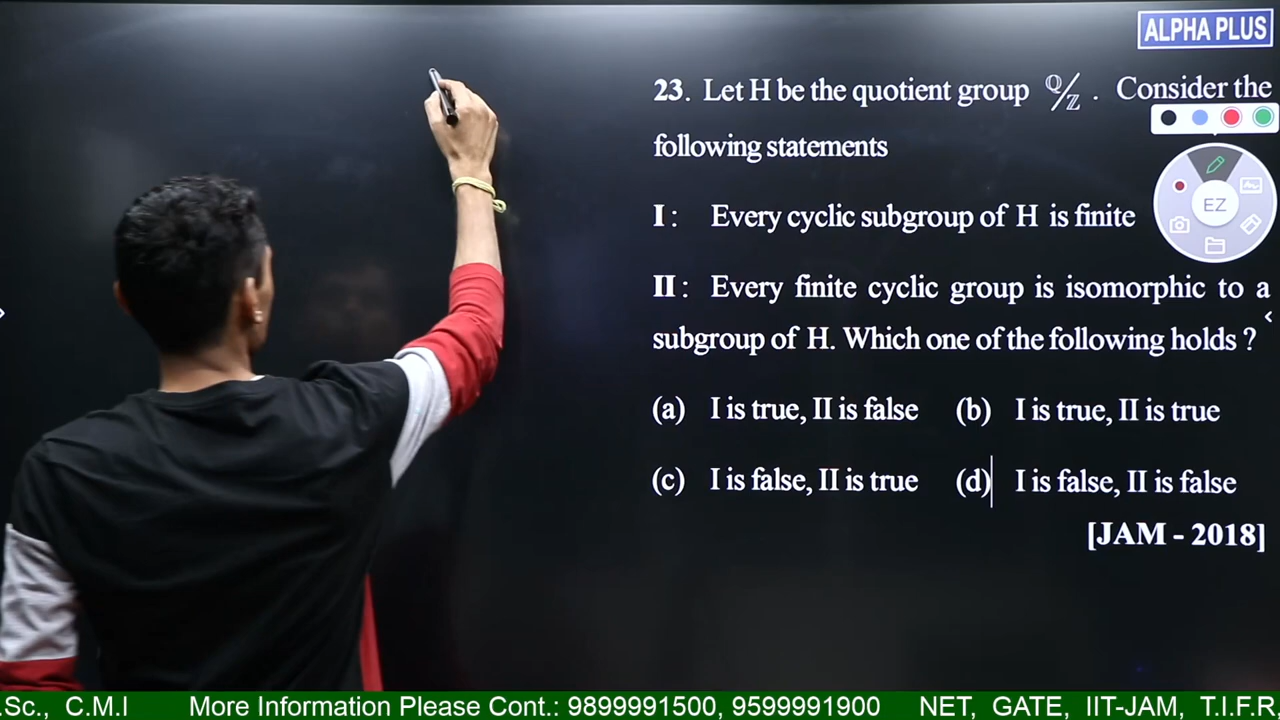 ALPHA PLUS
23. Let H be the quotient group ℚ/ℤ . Consider the
following statements
I : Every cyclic subgroup of H is finite
EZ
II : Every finite cyclic group is isomorphic to a
subgroup of H. Which one of the following holds ?
(a) I is true, II is false (b) I is true, II is true
(c) I is false, II is true (d) I is false, II is false
[JAM - 2018]
.Sc., C.M.I More Information Please Cont.: 9899991500, 9599991900 NET, GATE, IIT-JAM, T.I.F.R